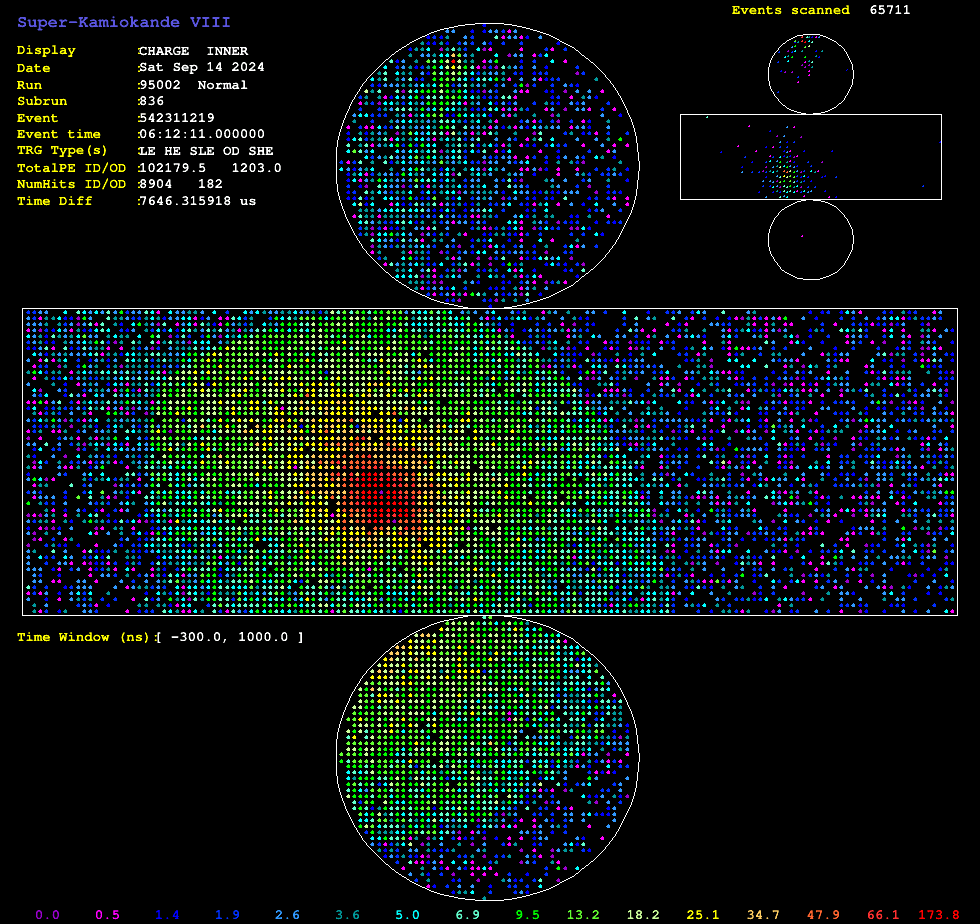 Super-Kamiokande VIII
Events scanned 65711
Display :CHARGE INNER
Date :Sat Sep 14 2024
Run :95002 Normal
Subrun :836
Event :542311219
Event time :06:12:11.000000
TRG Type(s) :LE HE SLE OD SHE
TotalPE ID/OD :102179.5 1203.0
NumHits ID/OD :8904 182
Time Diff :7646.315918 us
Time Window (ns):[ -300.0, 1000.0 ]
0.0 0.5 1.4 1.9 2.6 3.6 5.0 6.9 9.5 13.2 18.2 25.1 34.7 47.9 66.1 173.8